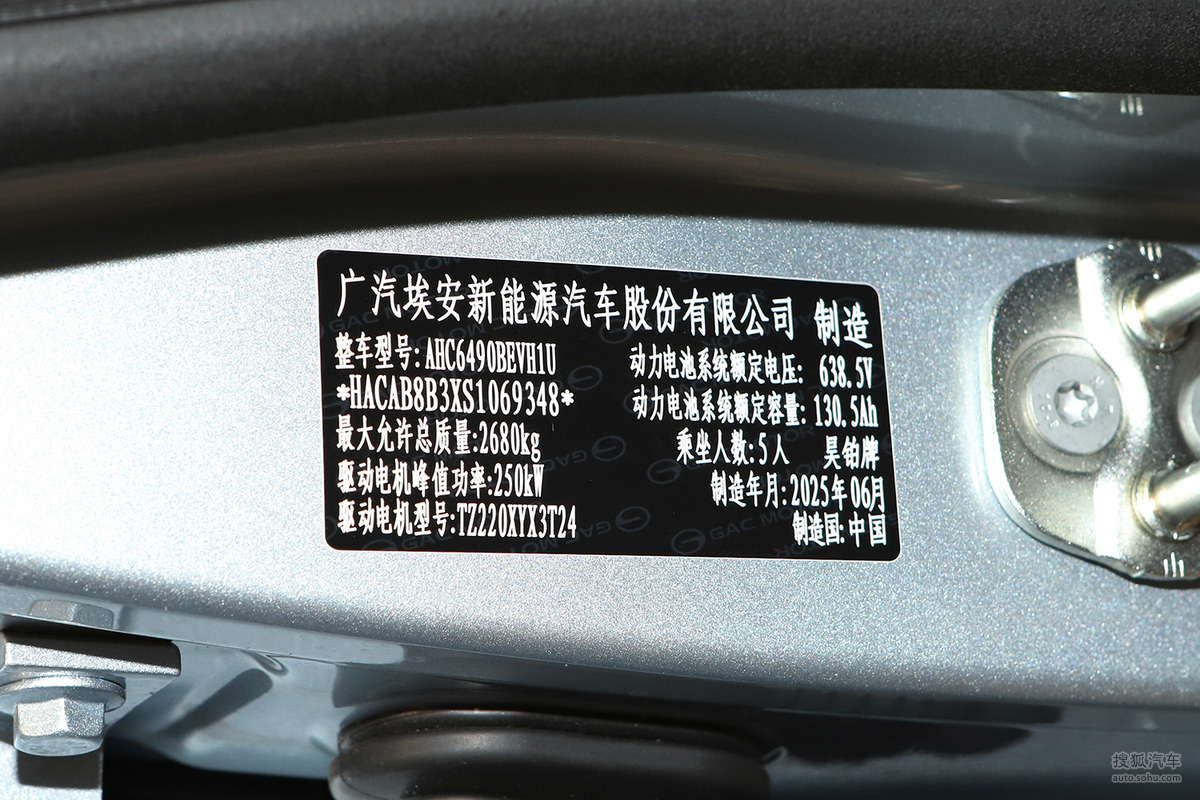 广汽埃安新能源汽车股份有限公司 制造
整车型号:AHC6490BEVH1U 动力电池系统额定电压: 638.5V
*HACAB8B3XS1069348* 动力电池系统额定容量: 130.5Ah
最大允许总质量:2680kg 乘坐人数:5人 昊铂牌
驱动电机峰值功率:250kW 制造年月:2025年06月
驱动电机型号:TZ220XYX3T24 制造国:中国
GAC MOTOR
搜狐汽车
auto.sohu.com